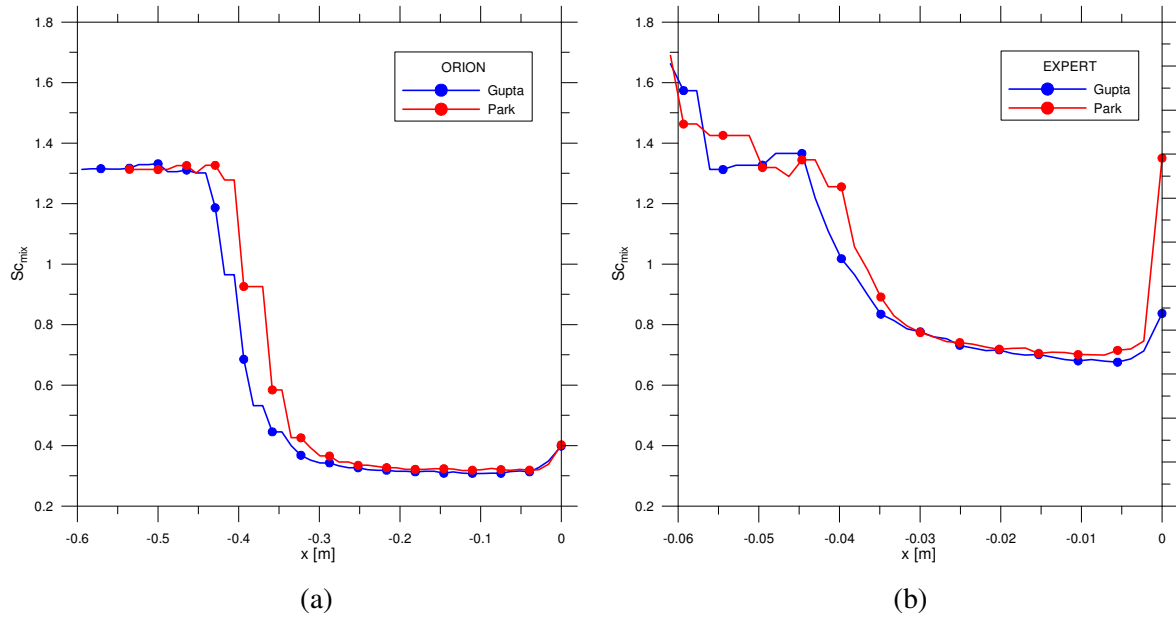 1.8
1.6
1.4
1.2
1
0.8
0.6
0.4
0.2
Sc_mix
-0.6
-0.5
-0.4
-0.3
-0.2
-0.1
0
x [m]
ORION
Gupta
Park
(a)
1.8
1.6
1.4
1.2
1
0.8
0.6
0.4
0.2
Sc_mix
-0.06
-0.05
-0.04
-0.03
-0.02
-0.01
0
x [m]
EXPERT
Gupta
Park
(b)